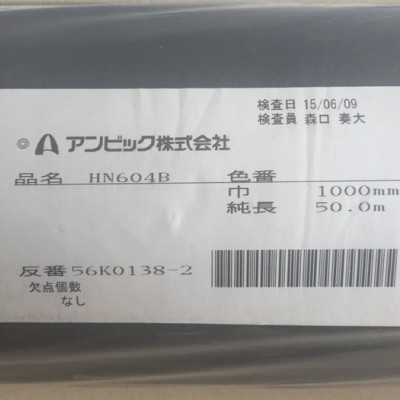 検査日 15/06/09
検査員 森口 奏大
アンビック株式会社
品名 HN604B 色番
巾 1000mm
純長 50.0m
反番 56K0138-2
欠点個数
なし